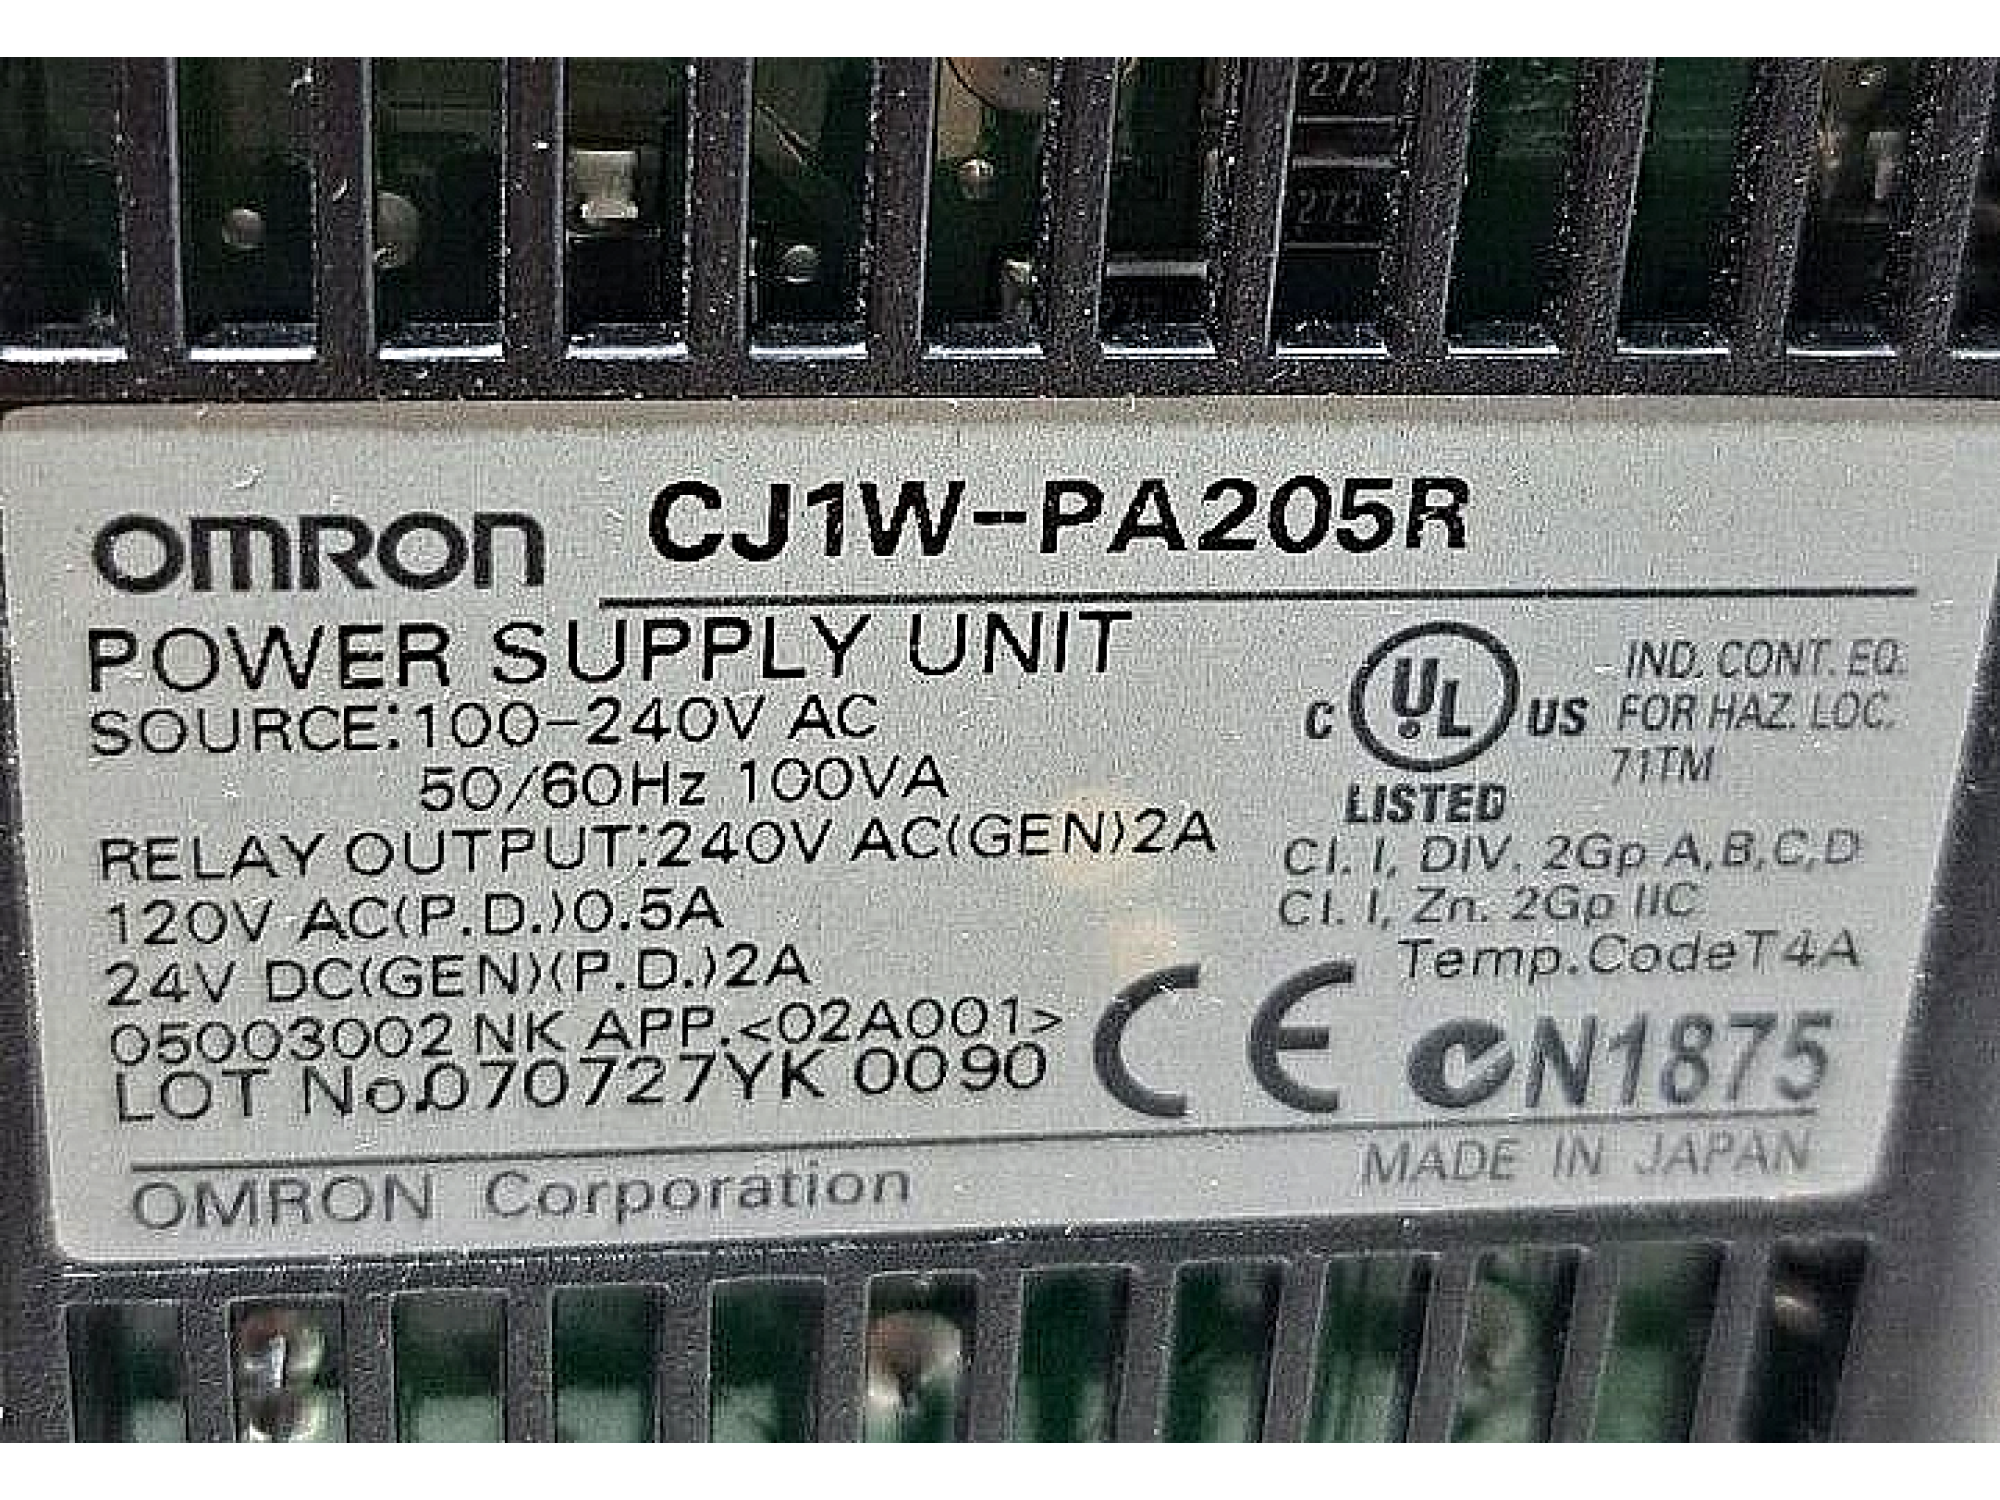 272
272
OMRON CJ1W-PA205R
POWER SUPPLY UNIT
SOURCE:100-240V AC
50/60Hz 100VA
RELAY OUTPUT:240V AC(GEN)2A
120V AC(P.D.)0.5A
24V DC(GEN)(P.D.)2A
05003002 NK APP.<02A001>
LOT No.070727YK 0090
C UL US
LISTED
IND. CONT. EQ.
FOR HAZ. LOC.
71TM
Cl. I, DIV. 2Gp A,B,C,D
Cl. I, Zn. 2Gp IIC
Temp.CodeT4A
CE N1875
OMRON Corporation
MADE IN JAPAN